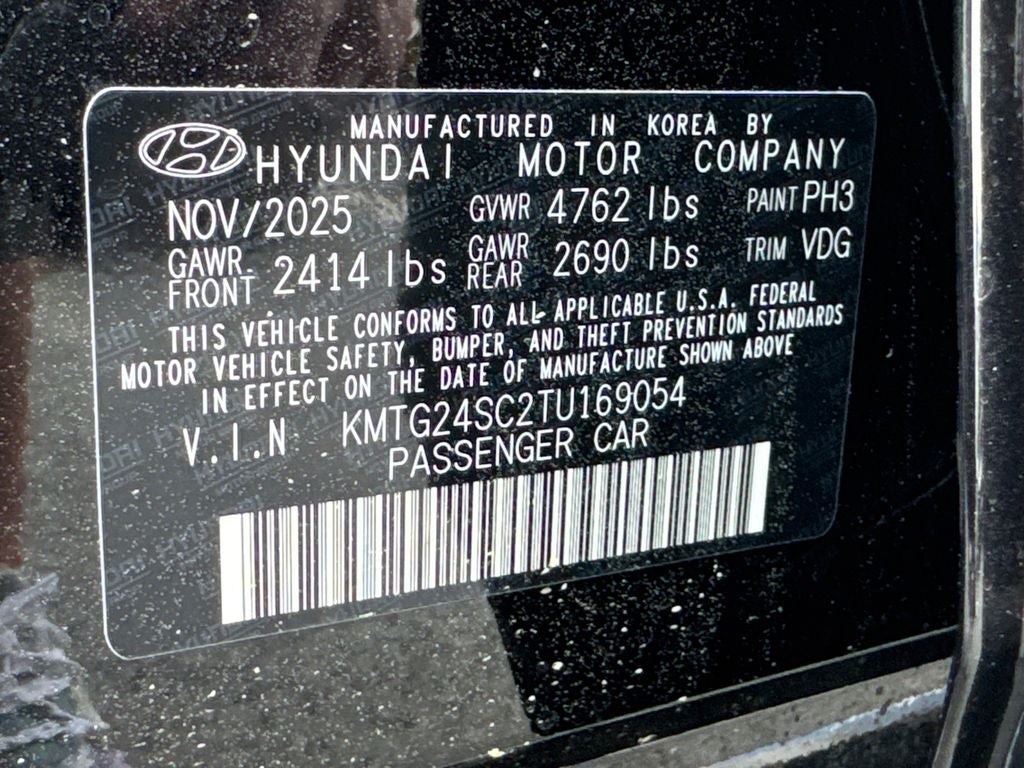 MANUFACTURED IN KOREA BY
HYUNDAI MOTOR COMPANY
NOV/2025 GVWR 4762 lbs PAINT PH3
GAWR FRONT 2414 lbs GAWR REAR 2690 lbs TRIM VDG
THIS VEHICLE CONFORMS TO ALL APPLICABLE U.S.A. FEDERAL
MOTOR VEHICLE SAFETY, BUMPER, AND THEFT PREVENTION STANDARDS
IN EFFECT ON THE DATE OF MANUFACTURE SHOWN ABOVE
V.I.N KMTG24SC2TU169054
PASSENGER CAR